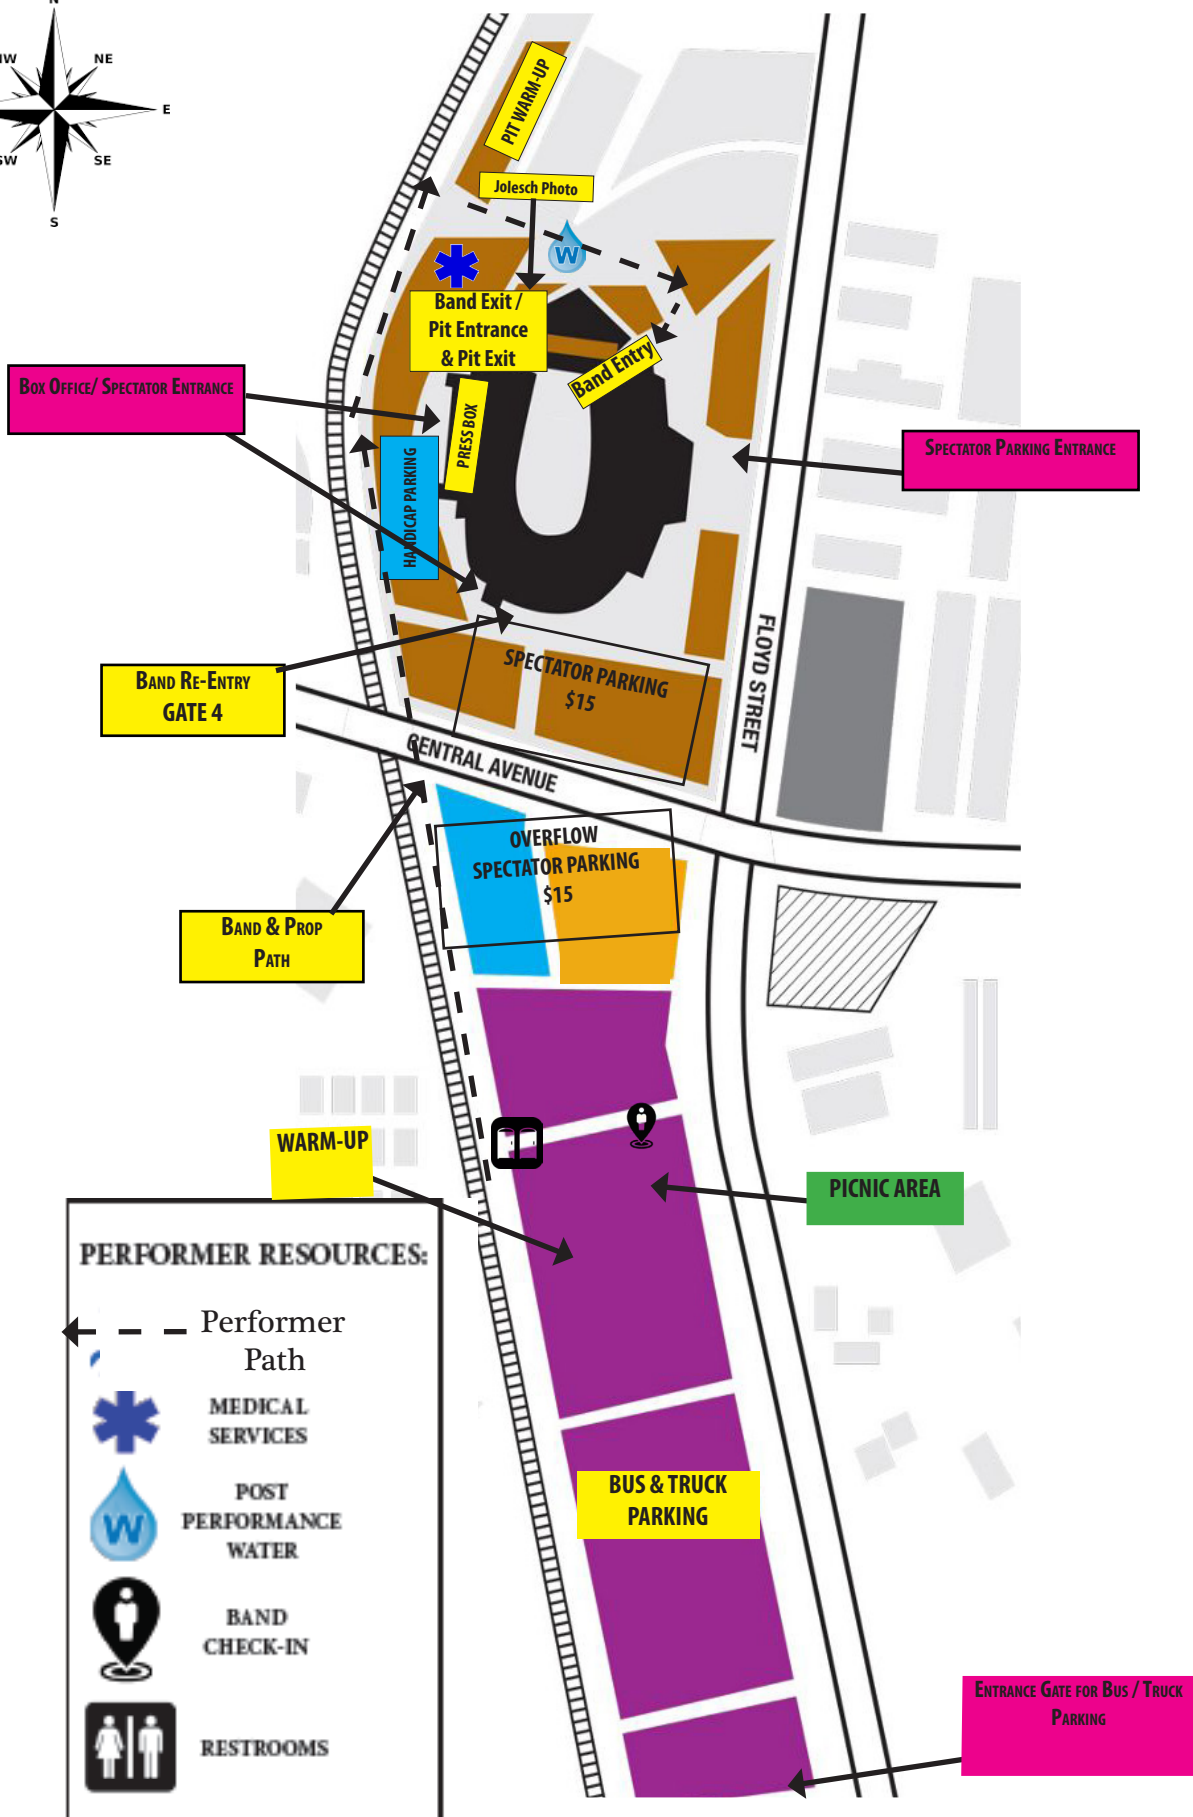 N
NW
NE
E
SW
SE
S
PIT WARM-UP
Jolesch Photo
W
Band Exit /
Pit Entrance
& Pit Exit
Band Entry
Box Office/ Spectator Entrance
PRESS BOX
Spectator Parking Entrance
HANDICAP PARKING
Band Re-Entry
GATE 4
SPECTATOR PARKING
$15
FLOYD STREET
CENTRAL AVENUE
OVERFLOW
SPECTATOR PARKING
$15
Band & Prop
Path
WARM-UP
PICNIC AREA
PERFORMER RESOURCES:
Performer
Path
MEDICAL
SERVICES
W
POST
PERFORMANCE
WATER
BAND
CHECK-IN
RESTROOMS
BUS & TRUCK
PARKING
Entrance Gate for Bus / Truck
Parking